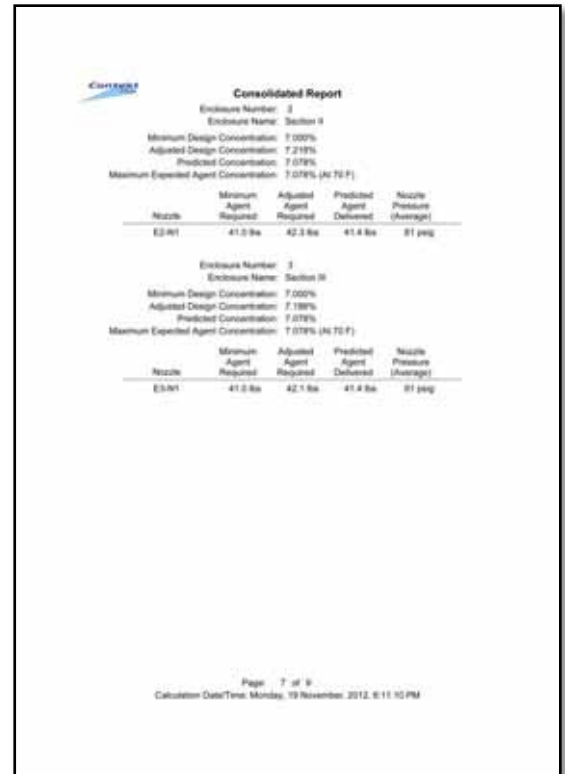 Consolidated Report
Enclosure Number: 2
Enclosure Name: Section II
Minimum Design Concentration: 7.000%
Adjusted Design Concentration: 7.218%
Predicted Concentration: 7.078%
Maximum Expected Agent Concentration: 7.078% (At 70 F)
Minimum Adjusted Predicted Nozzle
Agent Agent Agent Pressure
Nozzle Required Required Delivered (Average)
E2-N1 41.0 lbs 42.3 lbs 41.4 lbs 81 psig
Enclosure Number: 3
Enclosure Name: Section III
Minimum Design Concentration: 7.000%
Adjusted Design Concentration:
Predicted Concentration: 7.078%
Maximum Expected Agent Concentration: 7.078% (At 70 F)
Minimum Adjusted Predicted Nozzle
Agent Agent Agent Pressure
Nozzle Required Required Delivered (Average)
E3-N1 41.0 lbs 42.1 lbs 41.4 lbs 81 psig
Page 7 of 9
Calculation Date/Time: Monday, 19 November, 2012, 6:11:10 PM